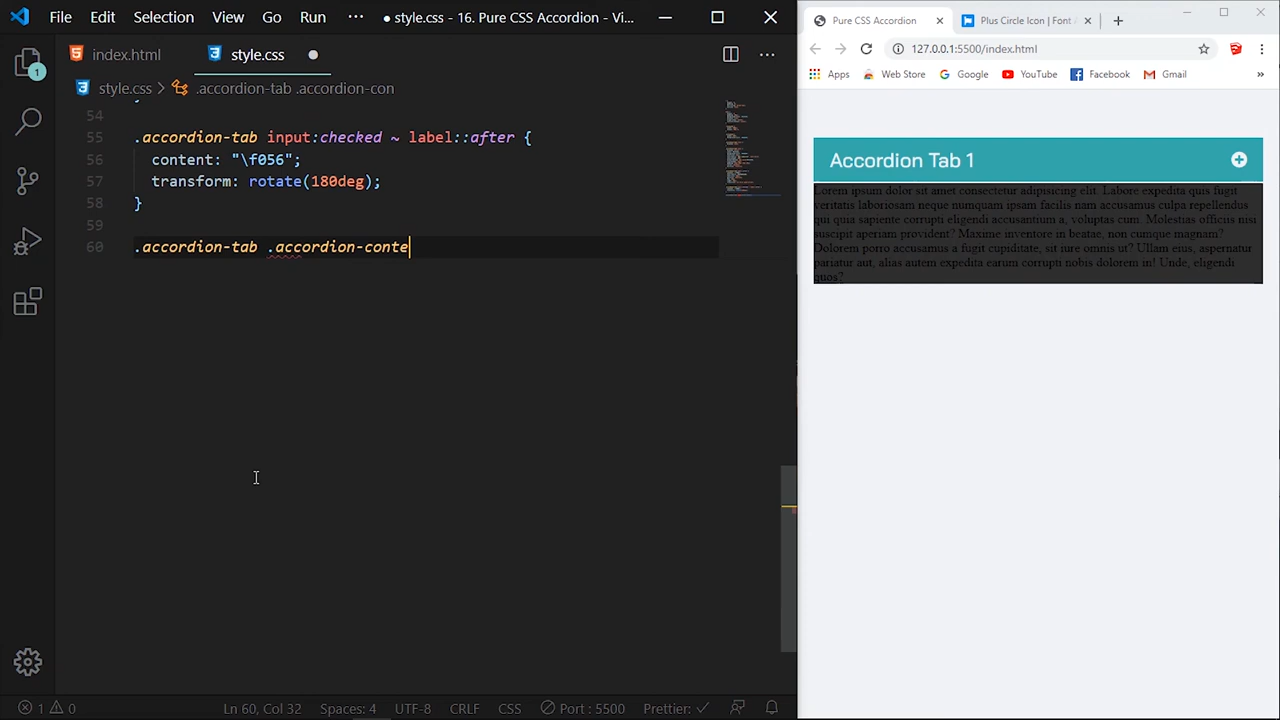 File Edit Selection View Go Run ··· ● style.css - 16. Pure CSS Accordion - Vi...
index.html style.css
style.css > .accordion-tab .accordion-con
54
55 .accordion-tab input:checked ~ label::after {
56 content: "\f056";
57 transform: rotate(180deg);
58 }
59
60 .accordion-tab .accordion-conte
1
1 0 Ln 60, Col 32 Spaces: 4 UTF-8 CRLF CSS Port : 5500 Prettier: ✓
Pure CSS Accordion Plus Circle Icon | Font
127.0.0.1:5500/index.html
Apps Web Store Google YouTube Facebook Gmail »
Accordion Tab 1
Lorem ipsum dolor sit amet consectetur adipisicing elit. Labore expedita quis fugit
veritatis laboriosam neque numquam ipsam facilis nam accusamus culpa repellendus
qui quia sapiente corrupti eligendi accusantium a, voluptas cum. Molestias officiis nisi
suscipit aperiam provident? Maxime inventore in beatae, non cumque magnam?
Dolorem porro accusamus a fugit cupiditate, sit iure omnis ut? Ullam eius, aspernatur
pariatur aut, alias autem expedita earum corrupti nobis dolorem in! Unde, eligendi
quos?